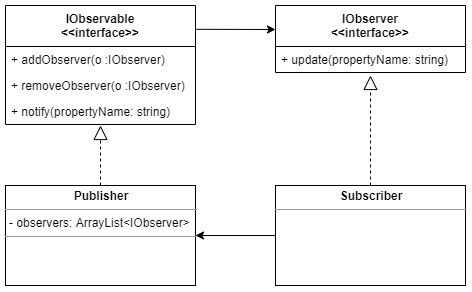 IObservable
<<interface>>
+ addObserver(o :IObserver)
+ removeObserver(o :IObserver)
+ notify(propertyName: string)
IObserver
<<interface>>
+ update(propertyName: string)
Publisher
- observers: ArrayList<IObserver>
Subscriber